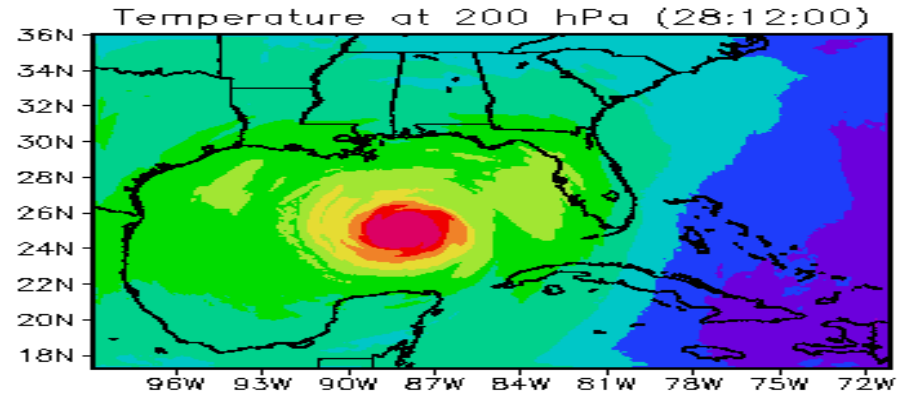 Temperature at 200 hPa (28:12:00)
36N
34N
32N
30N
28N
26N
24N
22N
20N
18N
96W 93W 90W 87W 84W 81W 78W 75W 72W